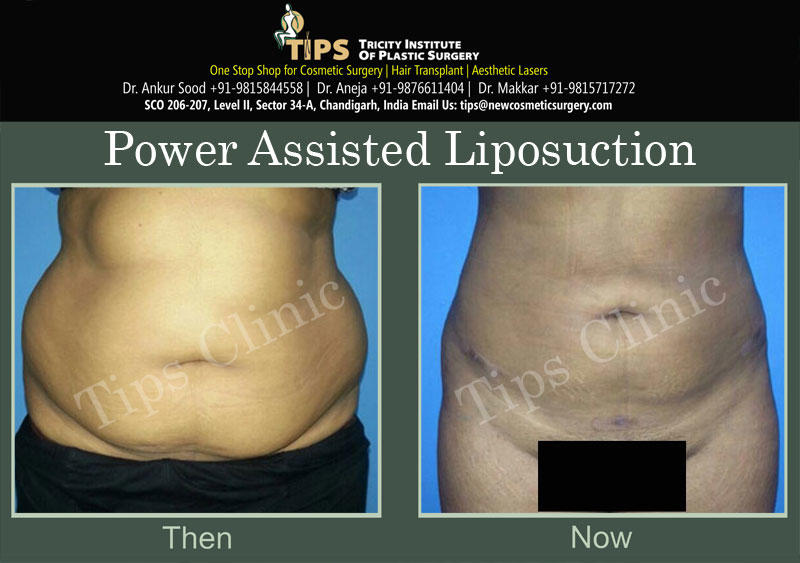 TIPS TRICITY INSTITUTE
OF PLASTIC SURGERY
One Stop Shop for Cosmetic Surgery | Hair Transplant | Aesthetic Lasers
Dr. Ankur Sood +91-9815844558 | Dr. Aneja +91-9876611404 | Dr. Makkar +91-9815717272
SCO 206-207, Level II, Sector 34-A, Chandigarh, India Email Us: tips@newcosmeticsurgery.com
Power Assisted Liposuction
Tips Clinic
Tips Clinic
Then
Now